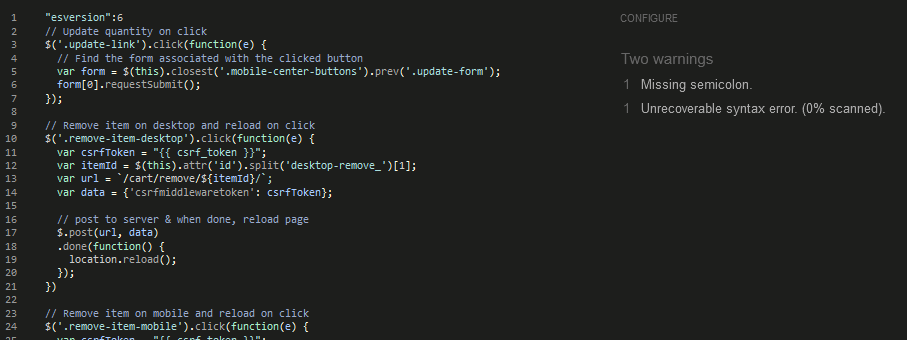 1 "esversion":6
2 // Update quantity on click
3 $('.update-link').click(function(e) {
4 // Find the form associated with the clicked button
5 var form = $(this).closest('.mobile-center-buttons').prev('.update-form');
6 form[0].requestSubmit();
7 });
8
9 // Remove item on desktop and reload on click
10 $('.remove-item-desktop').click(function(e) {
11 var csrfToken = "{{ csrf_token }}";
12 var itemId = $(this).attr('id').split('desktop-remove_')[1];
13 var url = `/cart/remove/${itemId}/`;
14 var data = {'csrfmiddlewaretoken': csrfToken};
15
16 // post to server & when done, reload page
17 $.post(url, data)
18 .done(function() {
19 location.reload();
20 });
21 })
22
23 // Remove item on mobile and reload on click
24 $('.remove-item-mobile').click(function(e) {
25 var csrfToken = "{{ csrf_token }}";
CONFIGURE
Two warnings
1 Missing semicolon.
1 Unrecoverable syntax error. (0% scanned).